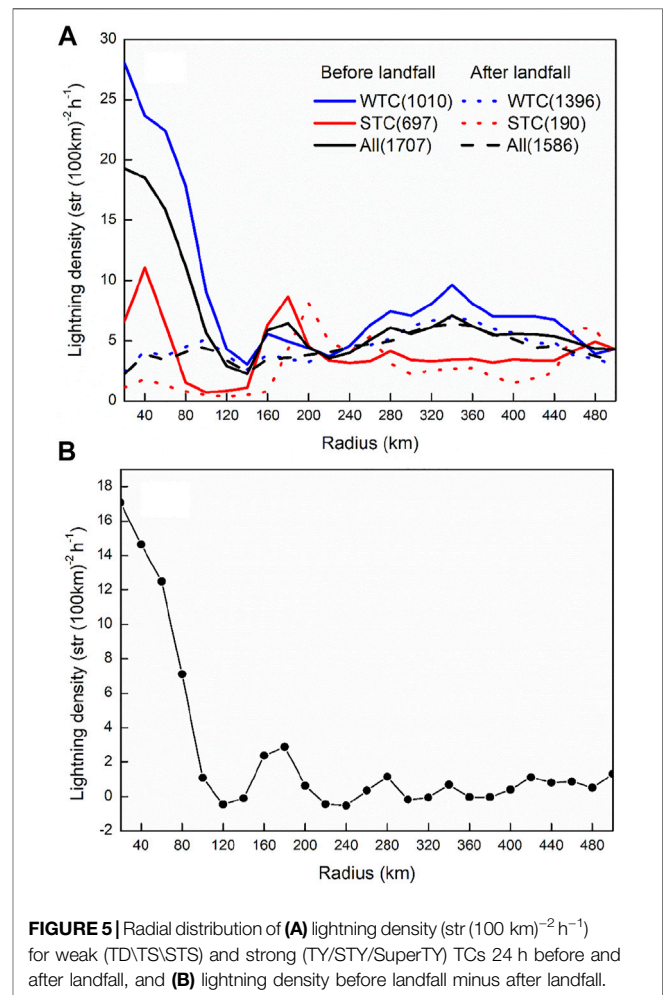 A
30
25
20
15
10
5
0
Lightning density (str (100km)⁻² h⁻¹)
Before landfall After landfall
WTC(1010) WTC(1396)
STC(697) STC(190)
All(1707) All(1586)
40 80 120 160 200 240 280 320 360 400 440 480
Radius (km)
B
18
16
14
12
10
8
6
4
2
0
-2
Lightning density (str (100km)⁻² h⁻¹)
40 80 120 160 200 240 280 320 360 400 440 480
Radius (km)
FIGURE 5 | Radial distribution of (A) lightning density (str (100 km)⁻² h⁻¹)
for weak (TD\TS\STS) and strong (TY/STY/SuperTY) TCs 24 h before and
after landfall, and (B) lightning density before landfall minus after landfall.